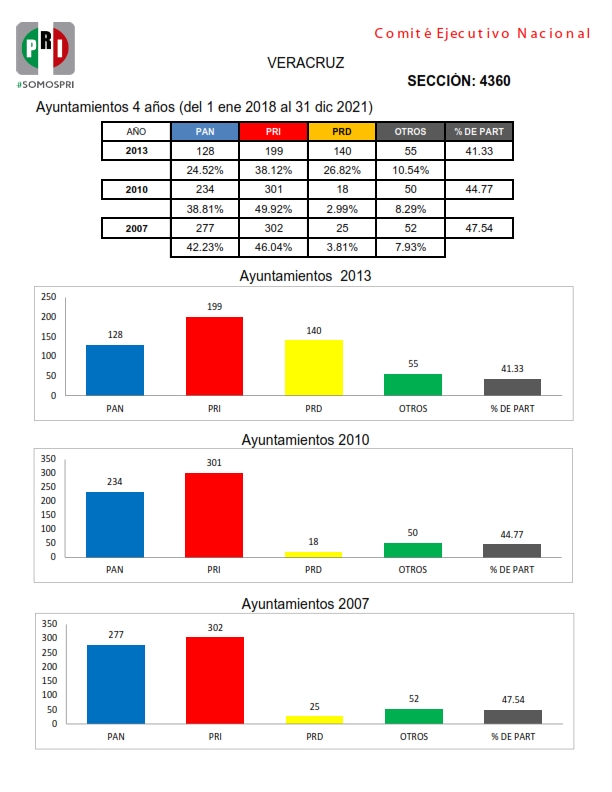 Comité Ejecutivo Nacional
PRI
#SOMOSPRI
VERACRUZ
SECCIÓN: 4360
Ayuntamientos 4 años (del 1 ene 2018 al 31 dic 2021)
AÑO PAN PRI PRD OTROS % DE PART
2013 128 199 140 55 41.33
24.52% 38.12% 26.82% 10.54%
2010 234 301 18 50 44.77
38.81% 49.92% 2.99% 8.29%
2007 277 302 25 52 47.54
42.23% 46.04% 3.81% 7.93%
Ayuntamientos 2013
250
200
150
100
50
0
128 199 140 55 41.33
PAN PRI PRD OTROS % DE PART
Ayuntamientos 2010
350
300
250
200
150
100
50
0
234 301 18 50 44.77
PAN PRI PRD OTROS % DE PART
Ayuntamientos 2007
350
300
250
200
150
100
50
0
277 302 25 52 47.54
PAN PRI PRD OTROS % DE PART